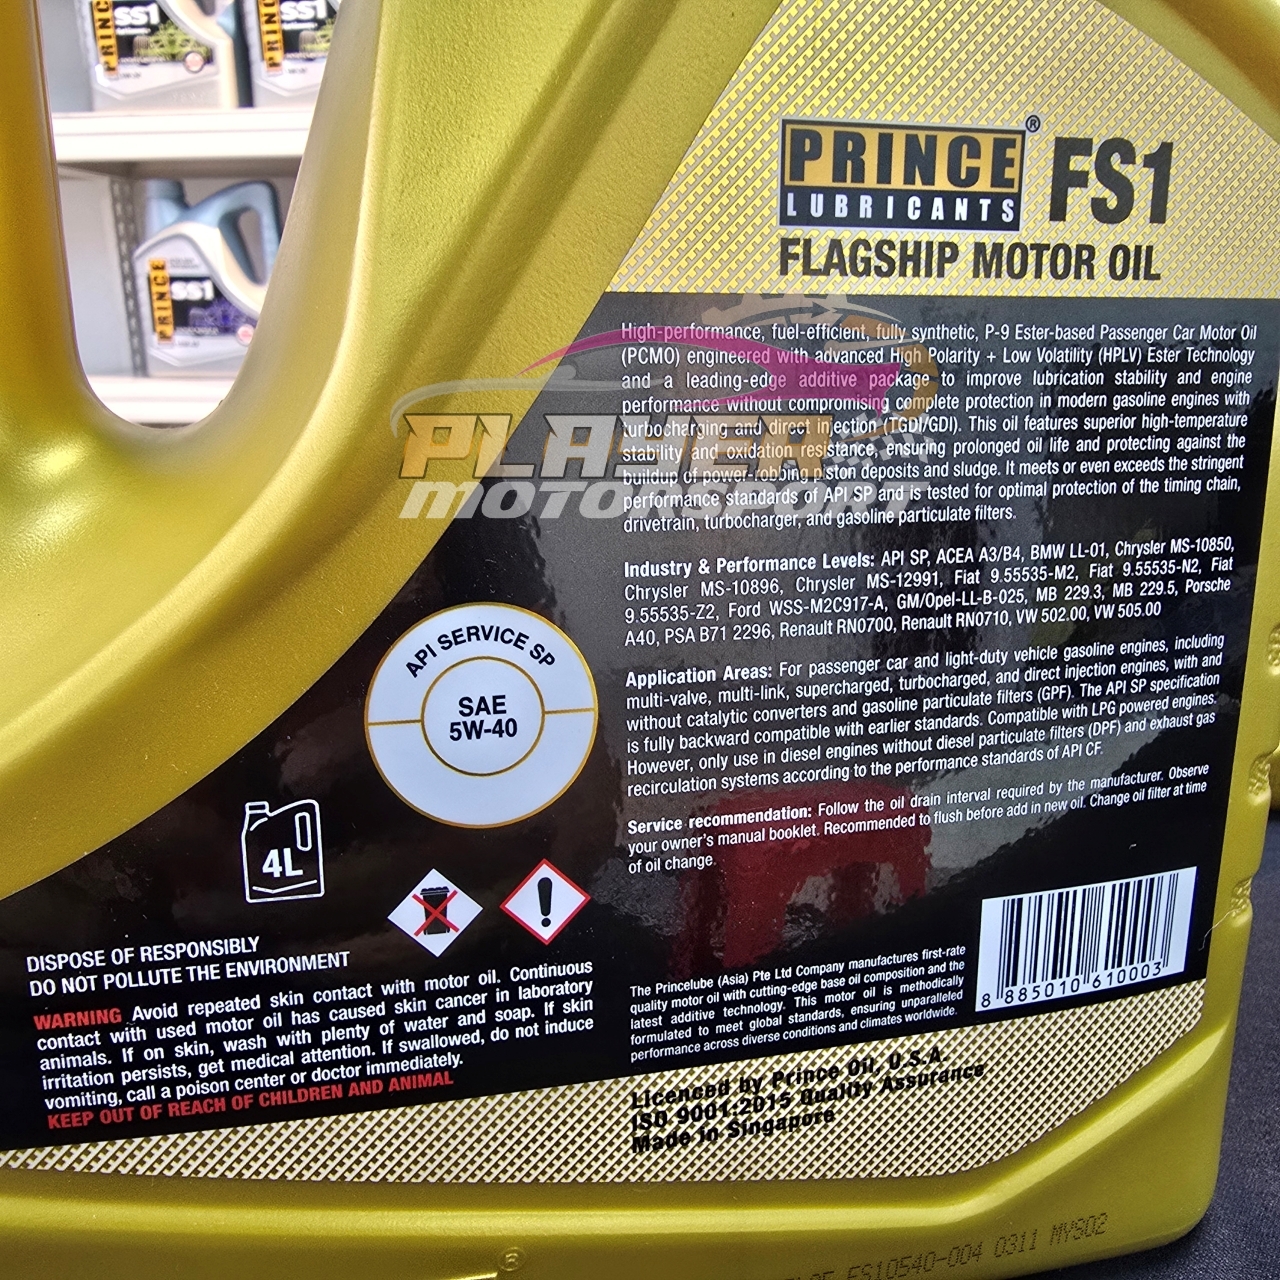 PRINCE
SS1
PRINCE
SS1
PRINCE
SS1
PRINCE®
LUBRICANTS
FS1
FLAGSHIP MOTOR OIL
High-performance, fuel-efficient, fully synthetic, P-9 Ester-based Passenger Car Motor Oil
(PCMO) engineered with advanced High Polarity + Low Volatility (HPLV) Ester Technology
and a leading-edge additive package to improve lubrication stability and engine
performance without compromising complete protection in modern gasoline engines with
turbocharging and direct injection (TGDI/GDI). This oil features superior high-temperature
stability and oxidation resistance, ensuring prolonged oil life and protecting against the
buildup of power-robbing piston deposits and sludge. It meets or even exceeds the stringent
performance standards of API SP and is tested for optimal protection of the timing chain,
drivetrain, turbocharger, and gasoline particulate filters.
PLAYER
MOTORSPORT
Industry & Performance Levels: API SP, ACEA A3/B4, BMW LL-01, Chrysler MS-10850,
Chrysler MS-10896, Chrysler MS-12991, Fiat 9.55535-M2, Fiat 9.55535-N2, Fiat
9.55535-Z2, Ford WSS-M2C917-A, GM/Opel-LL-B-025, MB 229.3, MB 229.5, Porsche
A40, PSA B71 2296, Renault RN0700, Renault RN0710, VW 502.00, VW 505.00
Application Areas: For passenger car and light-duty vehicle gasoline engines, including
multi-valve, multi-link, supercharged, turbocharged, and direct injection engines, with and
without catalytic converters and gasoline particulate filters (GPF). The API SP specification
is fully backward compatible with earlier standards. Compatible with LPG powered engines.
However, only use in diesel engines without diesel particulate filters (DPF) and exhaust gas
recirculation systems according to the performance standards of API CF.
Service recommendation: Follow the oil drain interval required by the manufacturer. Observe
your owner's manual booklet. Recommended to flush before add in new oil. Change oil filter at time
of oil change.
API SERVICE SP
SAE
5W-40
4L
DISPOSE OF RESPONSIBLY
DO NOT POLLUTE THE ENVIRONMENT
WARNING Avoid repeated skin contact with motor oil. Continuous
contact with used motor oil has caused skin cancer in laboratory
animals. If on skin, wash with plenty of water and soap. If skin
irritation persists, get medical attention. If swallowed, do not induce
vomiting, call a poison center or doctor immediately.
KEEP OUT OF REACH OF CHILDREN AND ANIMAL
The Princelube (Asia) Pte Ltd Company manufactures first-rate
quality motor oil with cutting-edge base oil composition and the
latest additive technology. This motor oil is methodically
formulated to meet global standards, ensuring unparalleled
performance across diverse conditions and climates worldwide.
8 885010 610003
Licenced by Prince Oil, U.S.A.
ISO 9001:2015 Quality Assurance
Made in Singapore
FS10540-004 0311 MYS02